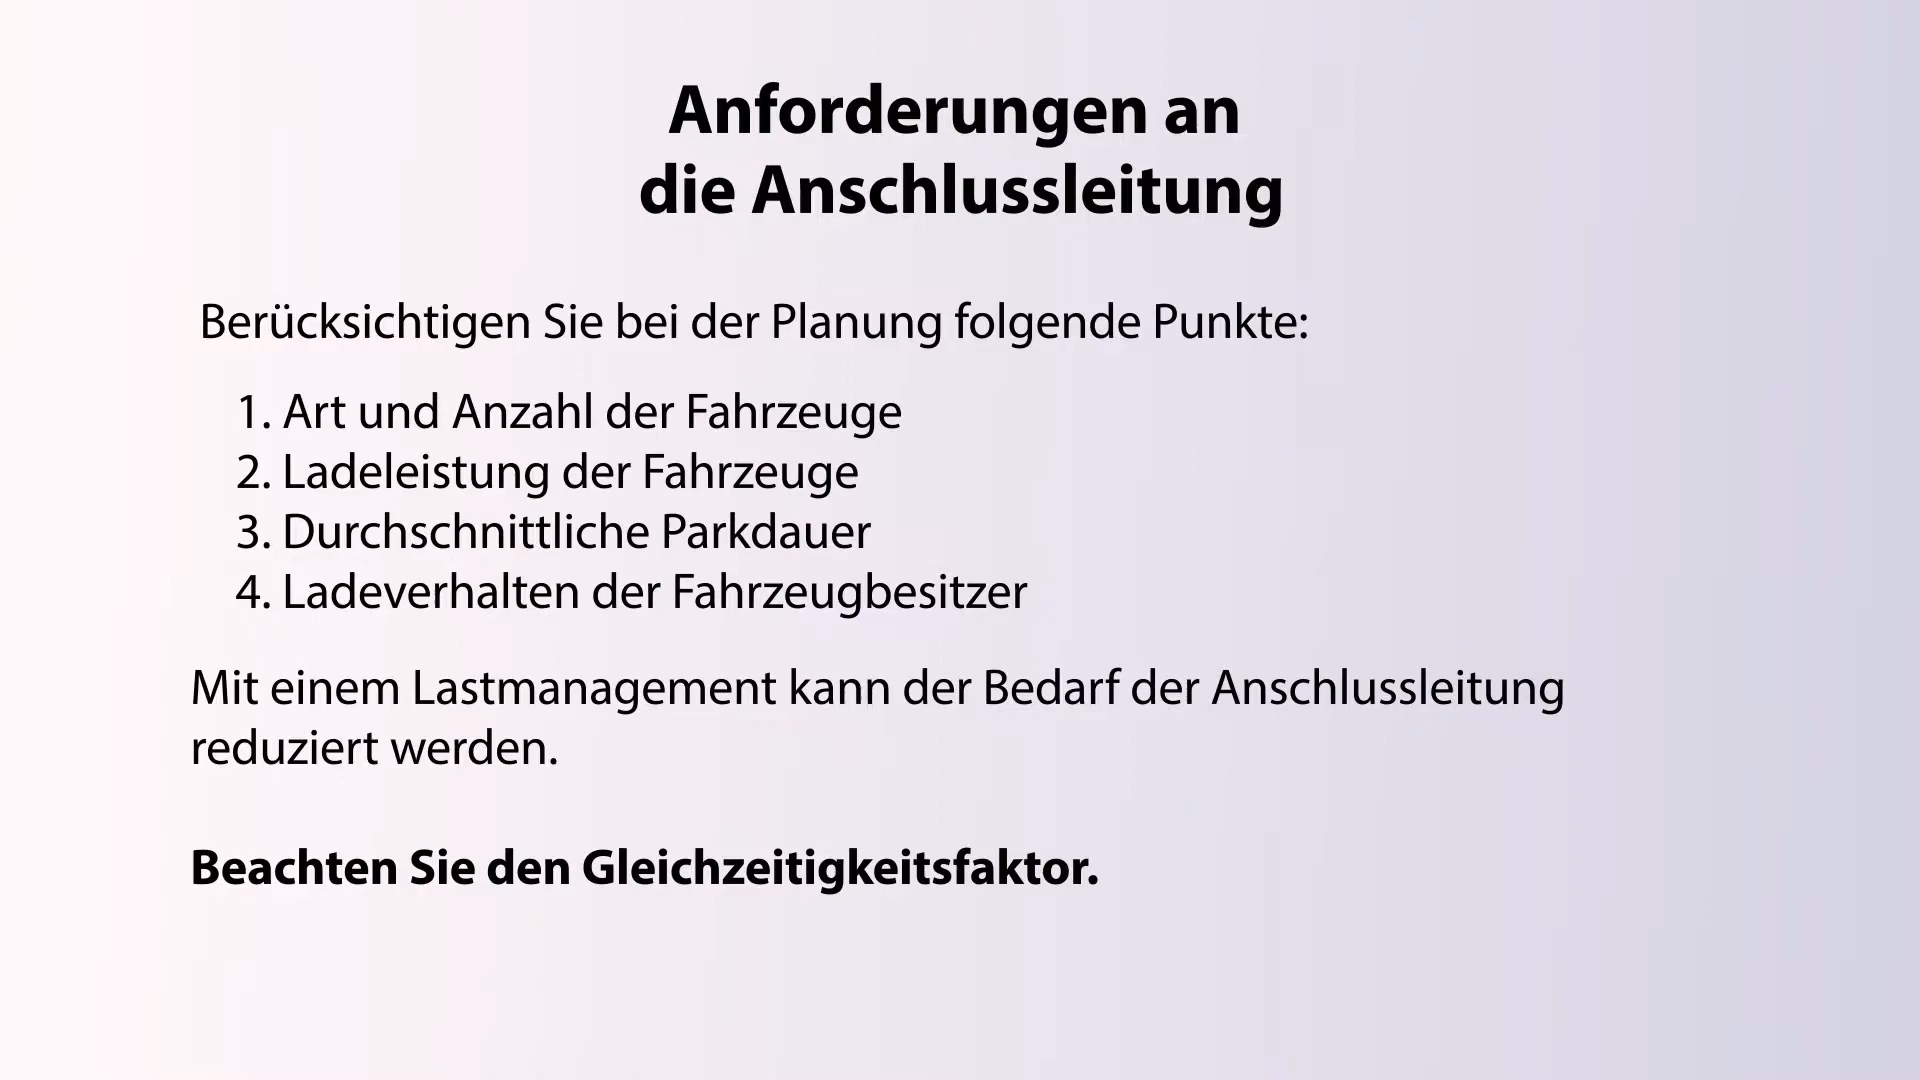 Anforderungen an
die Anschlussleitung
Berücksichtigen Sie bei der Planung folgende Punkte:
1. Art und Anzahl der Fahrzeuge
2. Ladeleistung der Fahrzeuge
3. Durchschnittliche Parkdauer
4. Ladeverhalten der Fahrzeugbesitzer
Mit einem Lastmanagement kann der Bedarf der Anschlussleitung
reduziert werden.
Beachten Sie den Gleichzeitigkeitsfaktor.